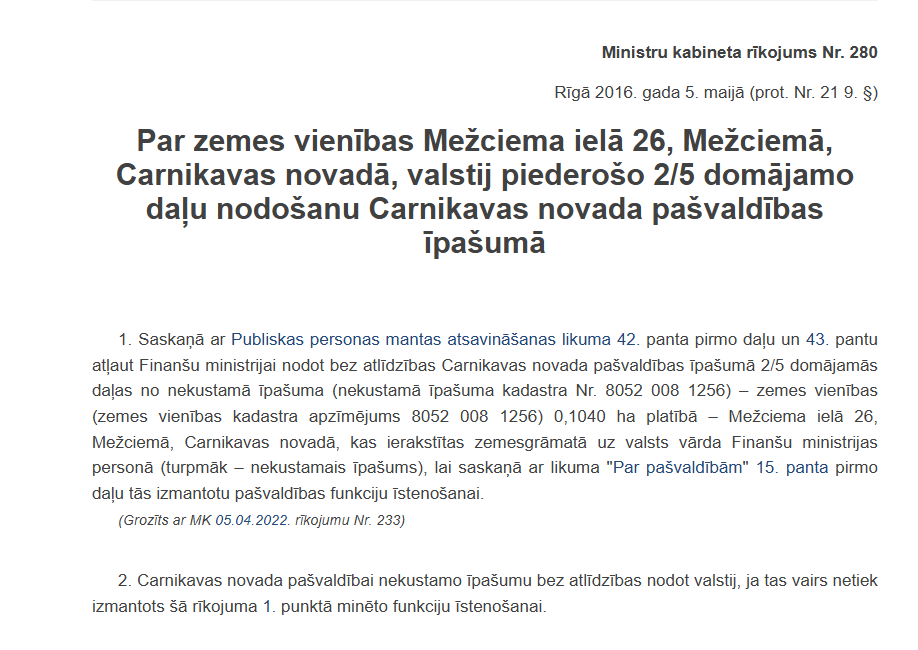 Ministru kabineta rīkojums Nr. 280
Rīgā 2016. gada 5. maijā (prot. Nr. 21 9. §)
Par zemes vienības Mežciema ielā 26, Mežciemā,
Carnikavas novadā, valstij piederošo 2/5 domājamo
daļu nodošanu Carnikavas novada pašvaldības
īpašumā
1. Saskaņā ar Publiskas personas mantas atsavināšanas likuma 42. panta pirmo daļu un 43. pantu
atļaut Finanšu ministrijai nodot bez atlīdzības Carnikavas novada pašvaldības īpašumā 2/5 domājamās
daļas no nekustamā īpašuma (nekustamā īpašuma kadastra Nr. 8052 008 1256) – zemes vienības
(zemes vienības kadastra apzīmējums 8052 008 1256) 0,1040 ha platībā – Mežciema ielā 26,
Mežciemā, Carnikavas novadā, kas ierakstītas zemesgrāmatā uz valsts vārda Finanšu ministrijas
personā (turpmāk – nekustamais īpašums), lai saskaņā ar likuma "Par pašvaldībām" 15. panta pirmo
daļu tās izmantotu pašvaldības funkciju īstenošanai.
(Grozīts ar MK 05.04.2022. rīkojumu Nr. 233)
2. Carnikavas novada pašvaldībai nekustamo īpašumu bez atlīdzības nodot valstij, ja tas vairs netiek
izmantots šā rīkojuma 1. punktā minēto funkciju īstenošanai.